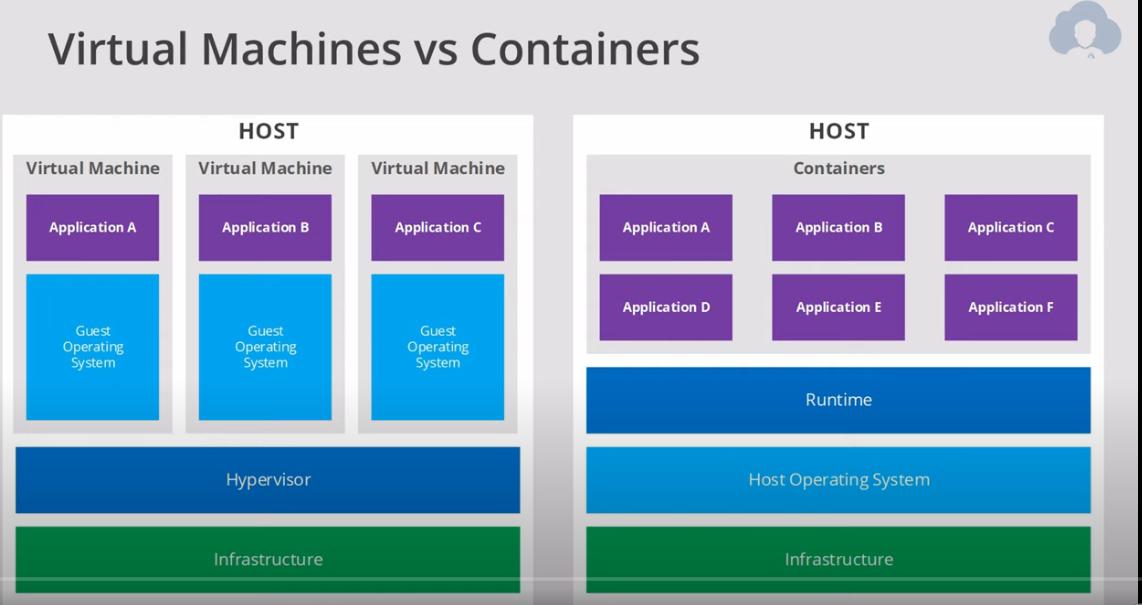 Virtual Machines vs Containers
HOST
Virtual Machine
Virtual Machine
Virtual Machine
Application A
Application B
Application C
Guest
Operating
System
Guest
Operating
System
Guest
Operating
System
Hypervisor
Infrastructure
HOST
Containers
Application A
Application B
Application C
Application D
Application E
Application F
Runtime
Host Operating System
Infrastructure